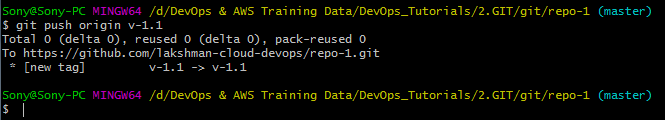 Sony@Sony-PC MINGW64 /d/DevOps & AWS Training Data/DevOps_Tutorials/2.GIT/git/repo-1 (master)
$ git push origin v-1.1
Total 0 (delta 0), reused 0 (delta 0), pack-reused 0
To https://github.com/lakshman-cloud-devops/repo-1.git
 * [new tag]         v-1.1 -> v-1.1
Sony@Sony-PC MINGW64 /d/DevOps & AWS Training Data/DevOps_Tutorials/2.GIT/git/repo-1 (master)
$